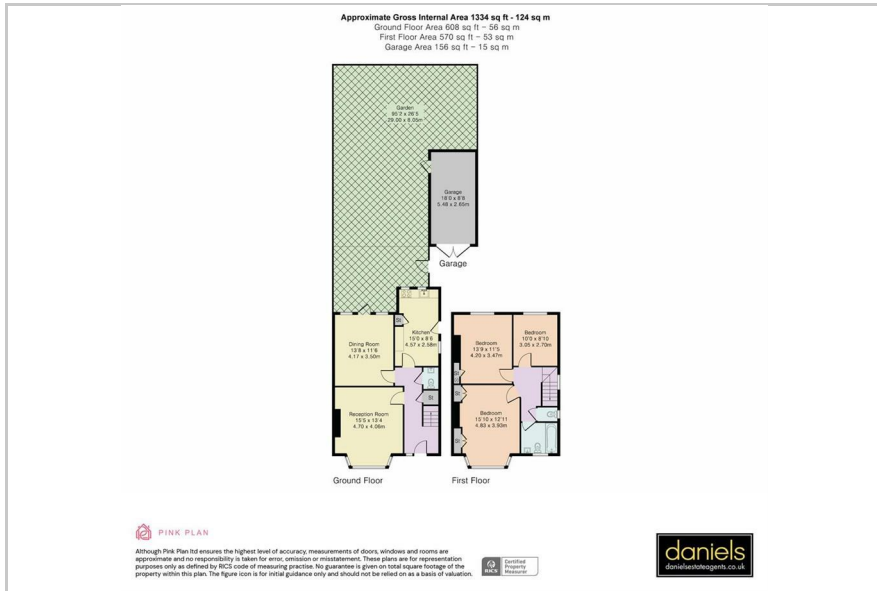 Approximate Gross Internal Area 1334 sq ft - 124 sq m
Ground Floor Area 608 sq ft – 56 sq m
First Floor Area 570 sq ft – 53 sq m
Garage Area 156 sq ft – 15 sq m
Garden
95'2 x 26'5
29.00 x 8.05m
Garage
18'0 x 8'8
5.48 x 2.65m
Garage
St
Kitchen
15'0 x 8'6
4.57 x 2.58m
Dining Room
13'8 x 11'6
4.17 x 3.50m
St
Reception Room
15'5 x 13'4
4.70 x 4.06m
Ground Floor
Bedroom
13'9 x 11'5
4.20 x 3.47m
Bedroom
10'0 x 8'10
3.05 x 2.70m
St
St
Bedroom
15'10 x 12'11
4.83 x 3.93m
St
First Floor
PINK PLAN
Although Pink Plan ltd ensures the highest level of accuracy, measurements of doors, windows and rooms are
approximate and no responsibility is taken for error, omission or misstatement. These plans are for representation
purposes only as defined by RICS code of measuring practise. No guarantee is given on total square footage of the
property within this plan. The figure icon is for initial guidance only and should not be relied on as a basis of valuation.
RICS
Certified
Property
Measurer
daniels
danielsestateagents.co.uk